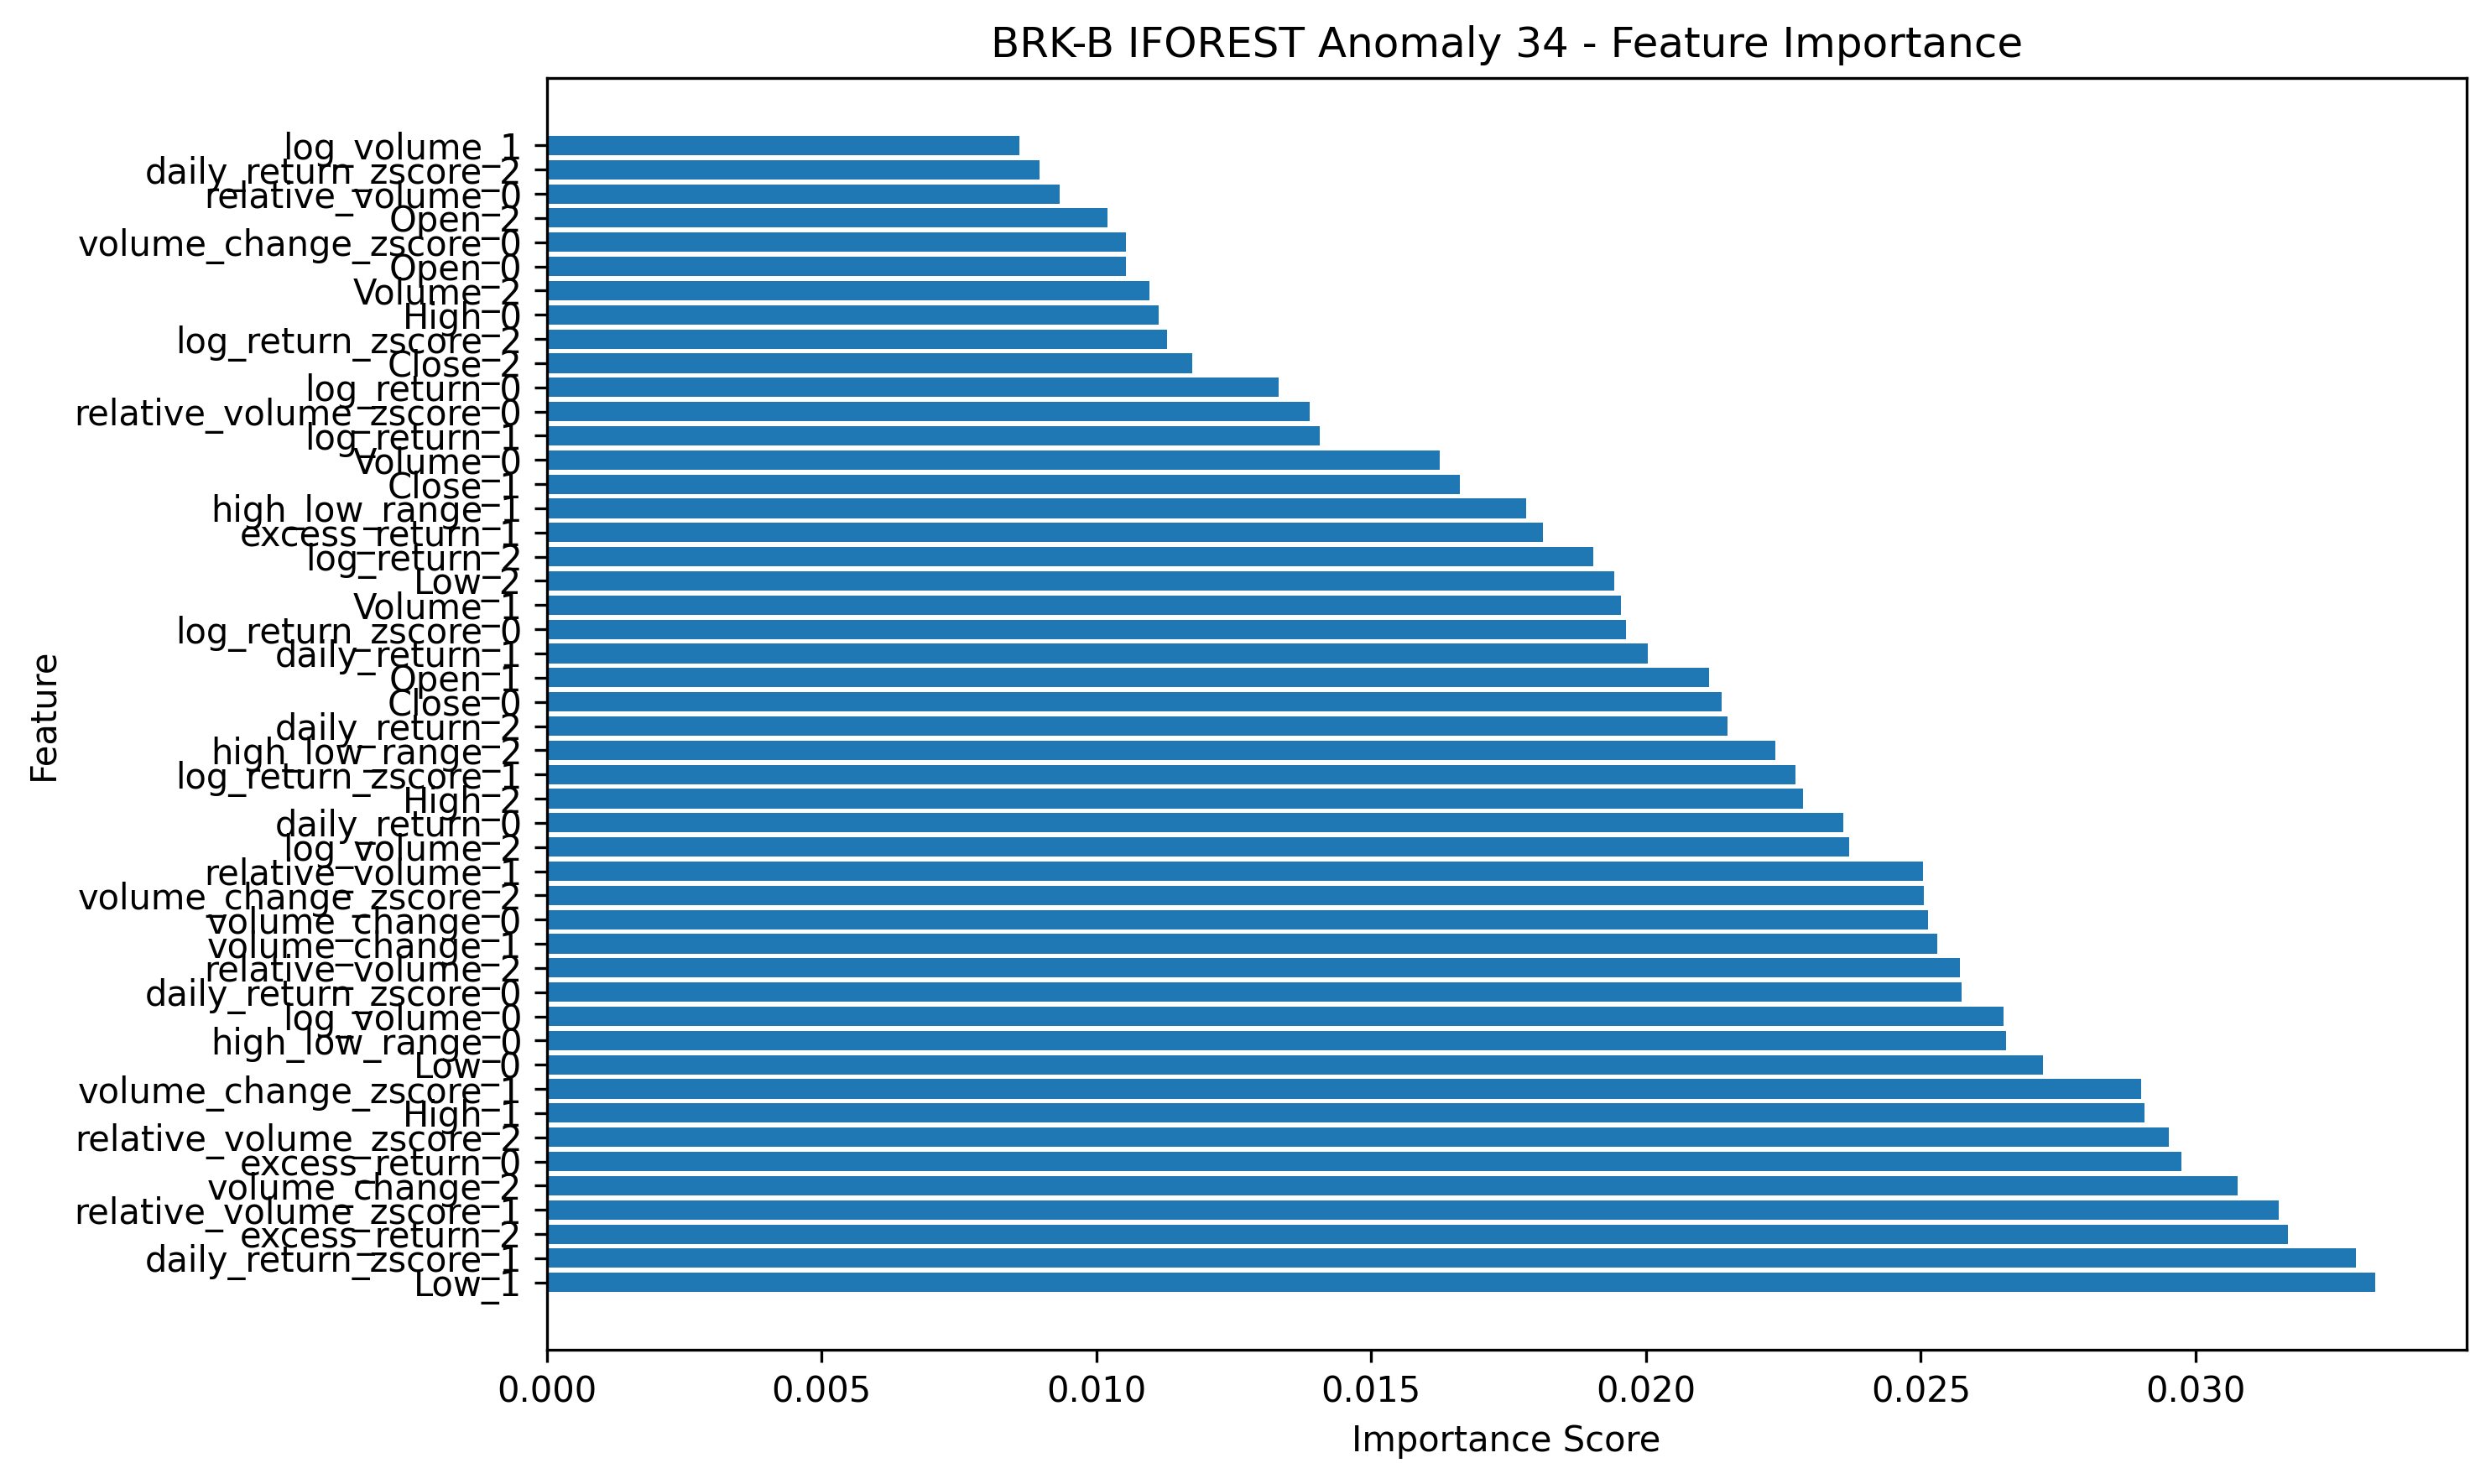 BRK-B IFOREST Anomaly 34 - Feature Importance
log_volume_1
daily_return_zscore_2
relative_volume_0
Open_2
volume_change_zscore_0
Open_0
Volume_2
High_0
log_return_zscore_2
Close_2
log_return_0
relative_volume_zscore_0
log_return_1
Volume_0
Close_1
high_low_range_1
excess_return_1
log_return_2
Low_2
Volume_1
log_return_zscore_0
daily_return_1
Open_1
Close_0
daily_return_2
high_low_range_2
log_return_zscore_1
High_2
daily_return_0
log_volume_2
relative_volume_1
volume_change_zscore_2
volume_change_0
volume_change_1
relative_volume_2
daily_return_zscore_0
log_volume_0
high_low_range_0
Low_0
volume_change_zscore_1
High_1
relative_volume_zscore_2
excess_return_0
volume_change_2
relative_volume_zscore_1
excess_return_2
daily_return_zscore_1
Low_1
Feature
0.000 0.005 0.010 0.015 0.020 0.025 0.030
Importance Score